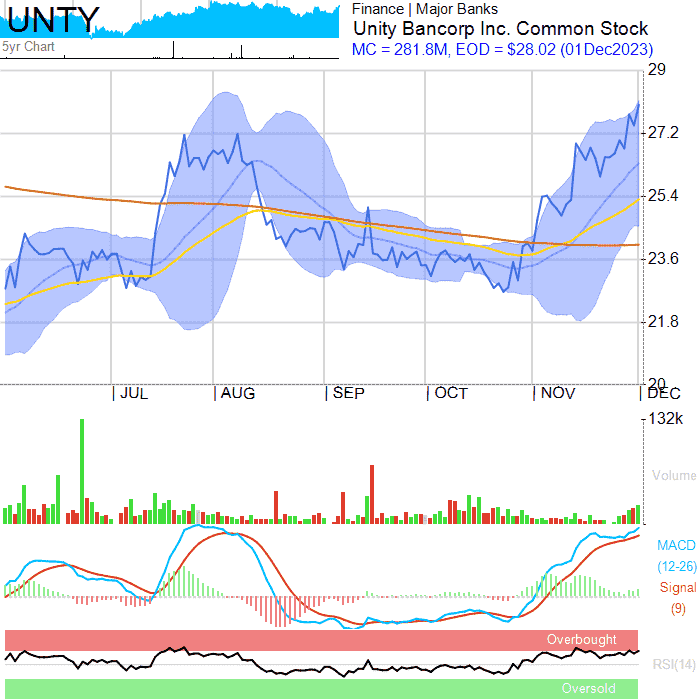 UNTY
Finance | Major Banks
Unity Bancorp Inc. Common Stock
5yr Chart
MC = 281.8M, EOD = $28.02 (01Dec2023)
29
27.2
25.4
23.6
21.8
20
JUL AUG SEP OCT NOV DEC
132k
Volume
MACD
(12-26)
Signal
(9)
Overbought
RSI(14)
Oversold